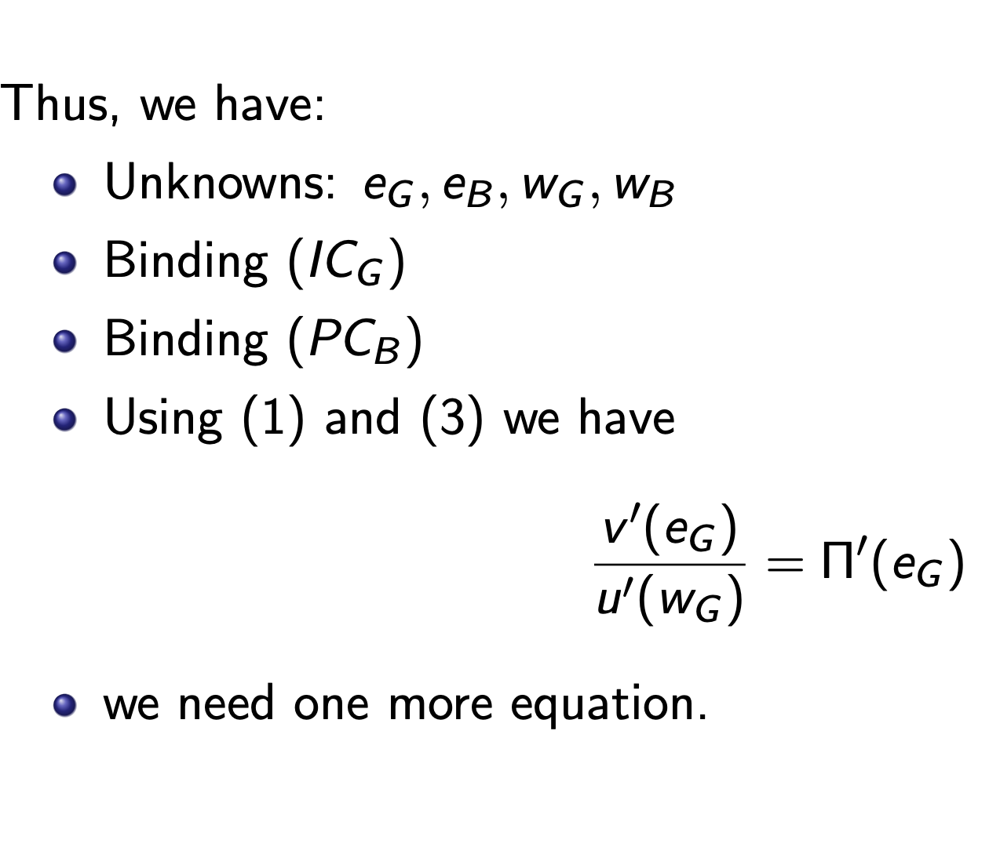 Thus, we have:
Unknowns: e_G, e_B, w_G, w_B
Binding (IC_G)
Binding (PC_B)
Using (1) and (3) we have
v′(e_G) / u′(w_G) = Π′(e_G)
we need one more equation.